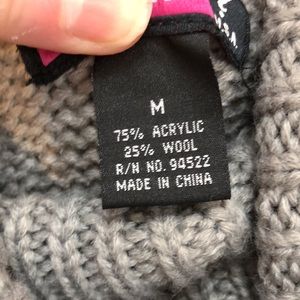 M
75% ACRYLIC
25% WOOL
R/N NO. 94522
MADE IN CHINA